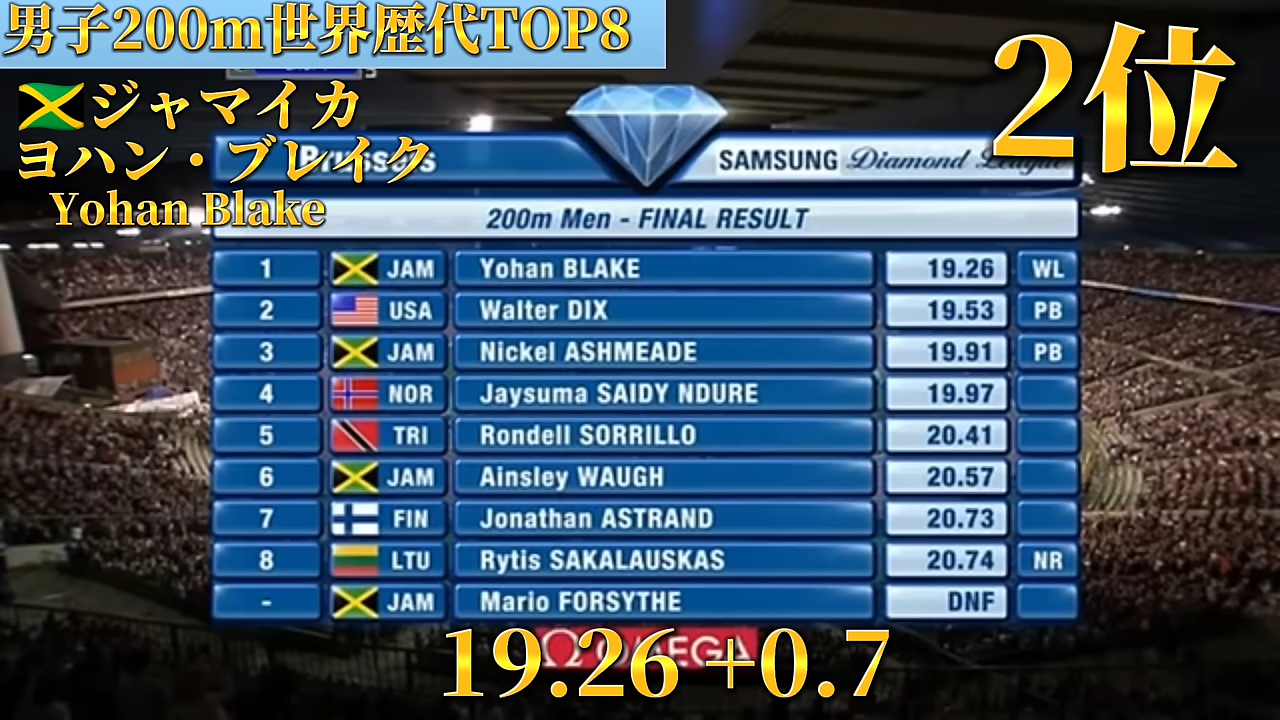 男子200m世界歴代TOP8
2位
ジャマイカ
ヨハン・ブレイク
Yohan Blake
Brussels SAMSUNG Diamond League
200m Men - FINAL RESULT
1 JAM Yohan BLAKE 19.26 WL
2 USA Walter DIX 19.53 PB
3 JAM Nickel ASHMEADE 19.91 PB
4 NOR Jaysuma SAIDY NDURE 19.97
5 TRI Rondell SORRILLO 20.41
6 JAM Ainsley WAUGH 20.57
7 FIN Jonathan ASTRAND 20.73
8 LTU Rytis SAKALAUSKAS 20.74 NR
- JAM Mario FORSYTHE DNF
Ω OMEGA
19.26 +0.7